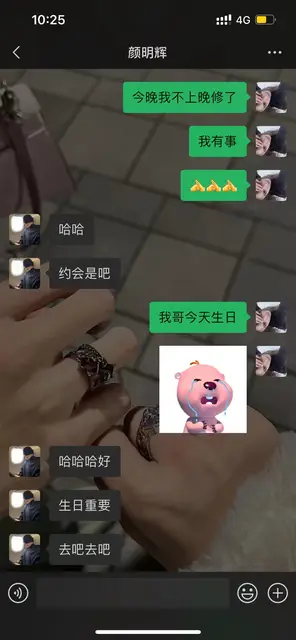 10:25
4G
颜明辉
今晚我不上晚修了
我有事
哈哈
约会是吧
我哥今天生日
哈哈哈好
生日重要
去吧去吧